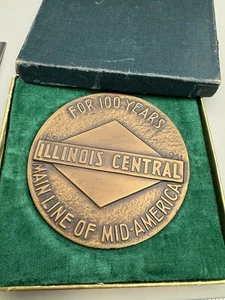 FOR 100 YEARS
ILLINOIS CENTRAL
MAIN LINE OF MID-AMERICA